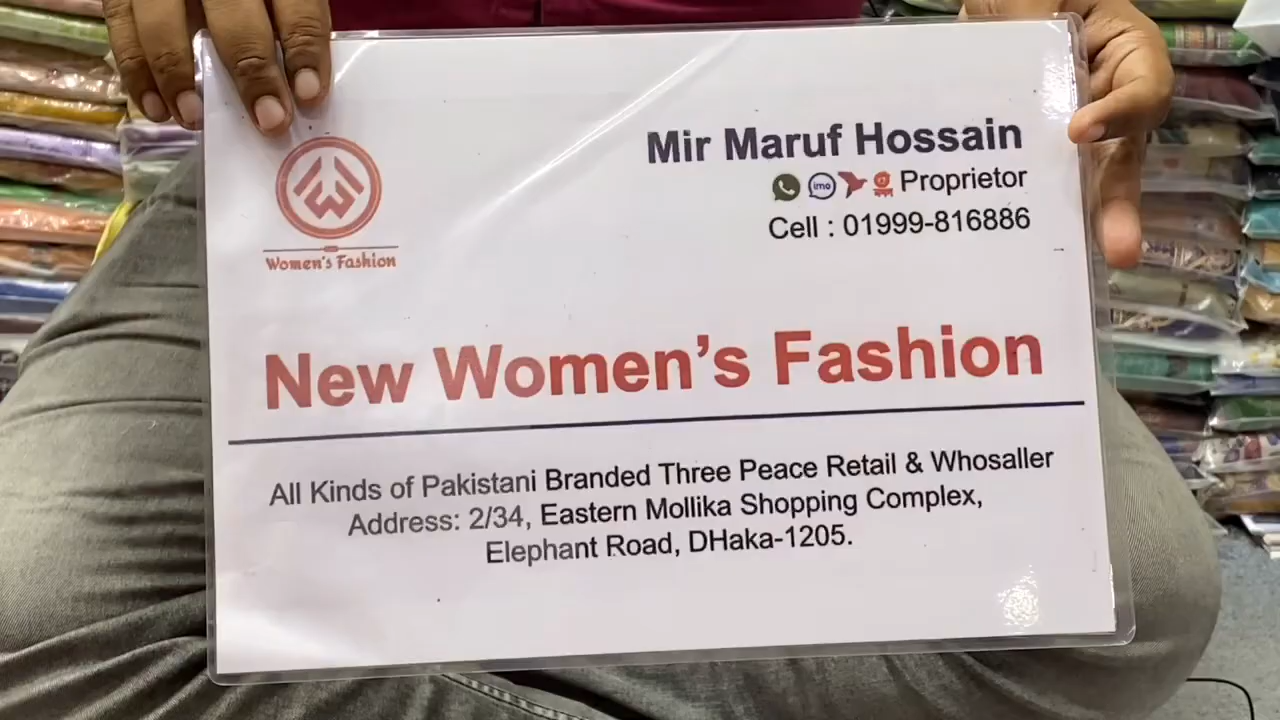 Women's Fashion
Mir Maruf Hossain
imo Proprietor
Cell : 01999-816886
New Women's Fashion
All Kinds of Pakistani Branded Three Peace Retail & Whosaller
Address: 2/34, Eastern Mollika Shopping Complex,
Elephant Road, DHaka-1205.